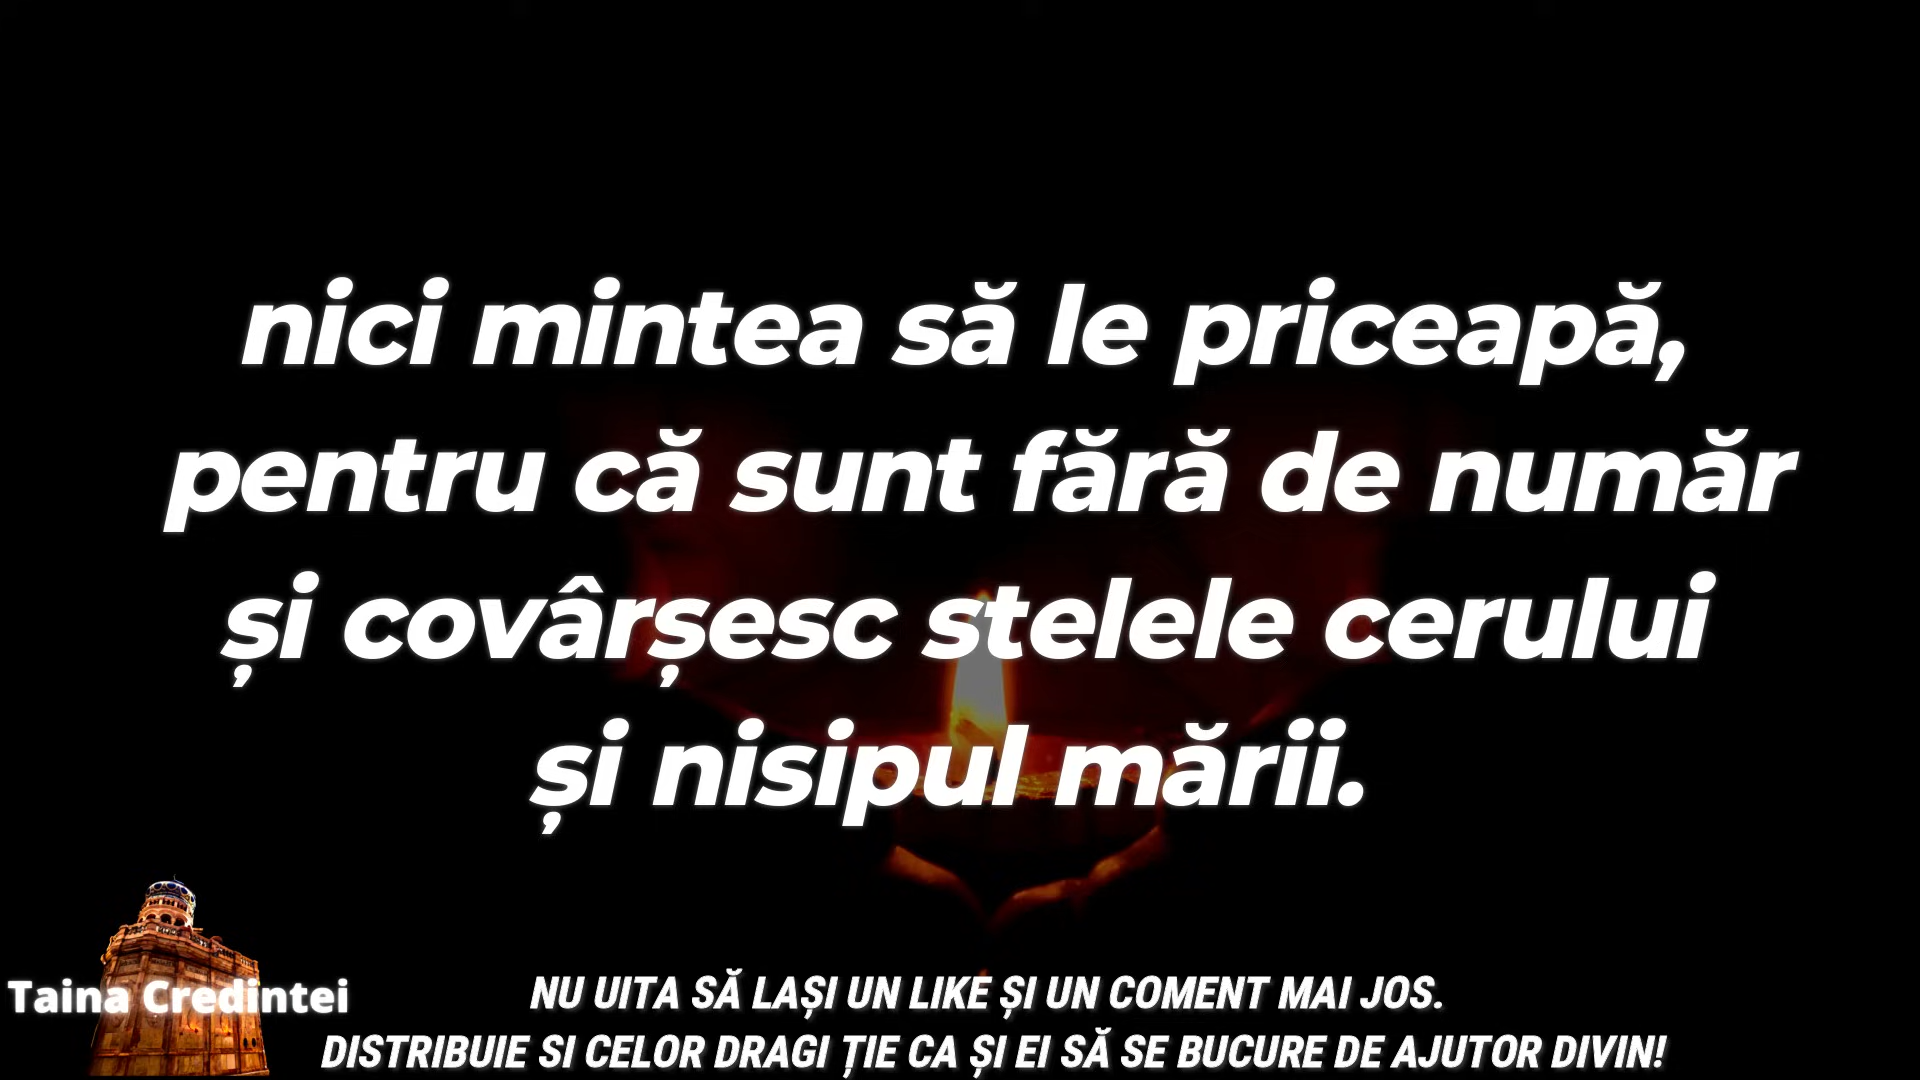 nici mintea să le priceapă,
pentru că sunt fără de număr
și covârșesc stelele cerului
și nisipul mării.
Taina Credintei
NU UITA SĂ LAȘI UN LIKE ȘI UN COMENT MAI JOS.
DISTRIBUIE SI CELOR DRAGI ȚIE CA ȘI EI SĂ SE BUCURE DE AJUTOR DIVIN!